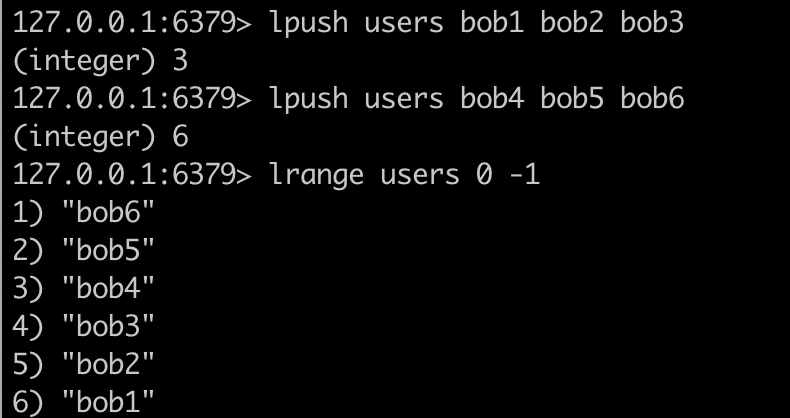 127.0.0.1:6379> lpush users bob1 bob2 bob3
(integer) 3
127.0.0.1:6379> lpush users bob4 bob5 bob6
(integer) 6
127.0.0.1:6379> lrange users 0 -1
1) "bob6"
2) "bob5"
3) "bob4"
4) "bob3"
5) "bob2"
6) "bob1"